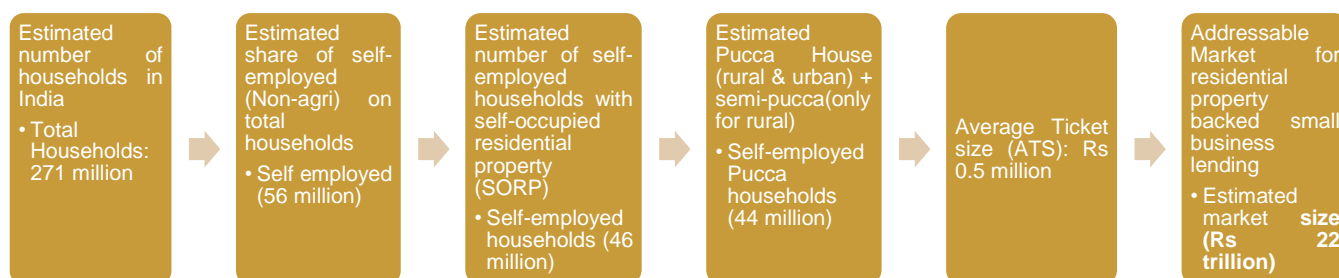 Estimated
number of
households in
India
• Total
Households:
271 million
Estimated
share of self-
employed
(Non-agri) on
total
households
• Self employed
(56 million)
Estimated
number of self-
employed
households with
self-occupied
residential
property
(SORP)
• Self-employed
households (46
million)
Estimated
Pucca House
(rural & urban) +
semi-pucca(only
for rural)
• Self-employed
Pucca
households
(44 million)
Average Ticket
size (ATS): Rs
0.5 million
Addressable
Market for
residential
property
backed small
business
lending
• Estimated
market size
(Rs 22
trillion)